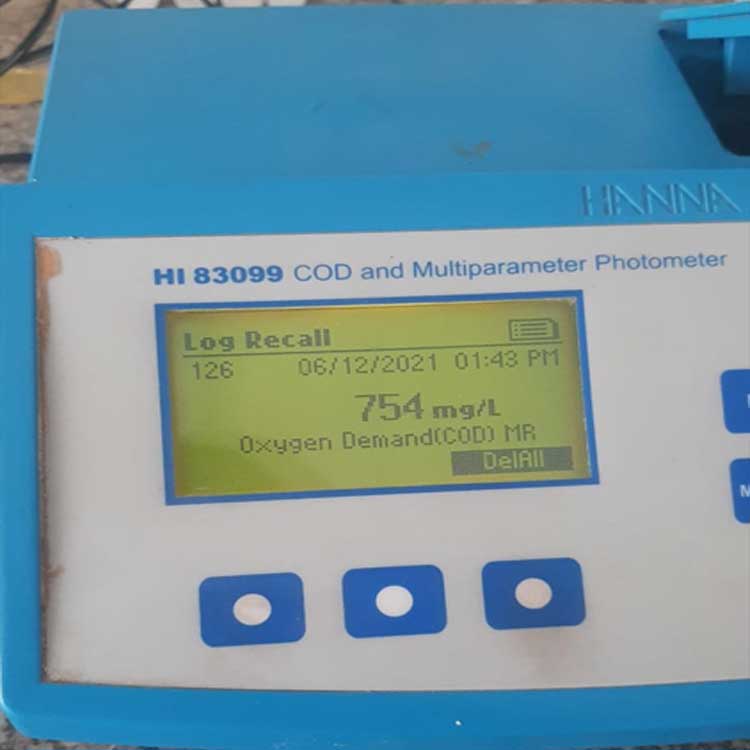 HANNA
HI 83099 COD and Multiparameter Photometer
Log Recall
126 06/12/2021 01:43 PM
754 mg/L
Oxygen Demand(COD) MR
DelAll